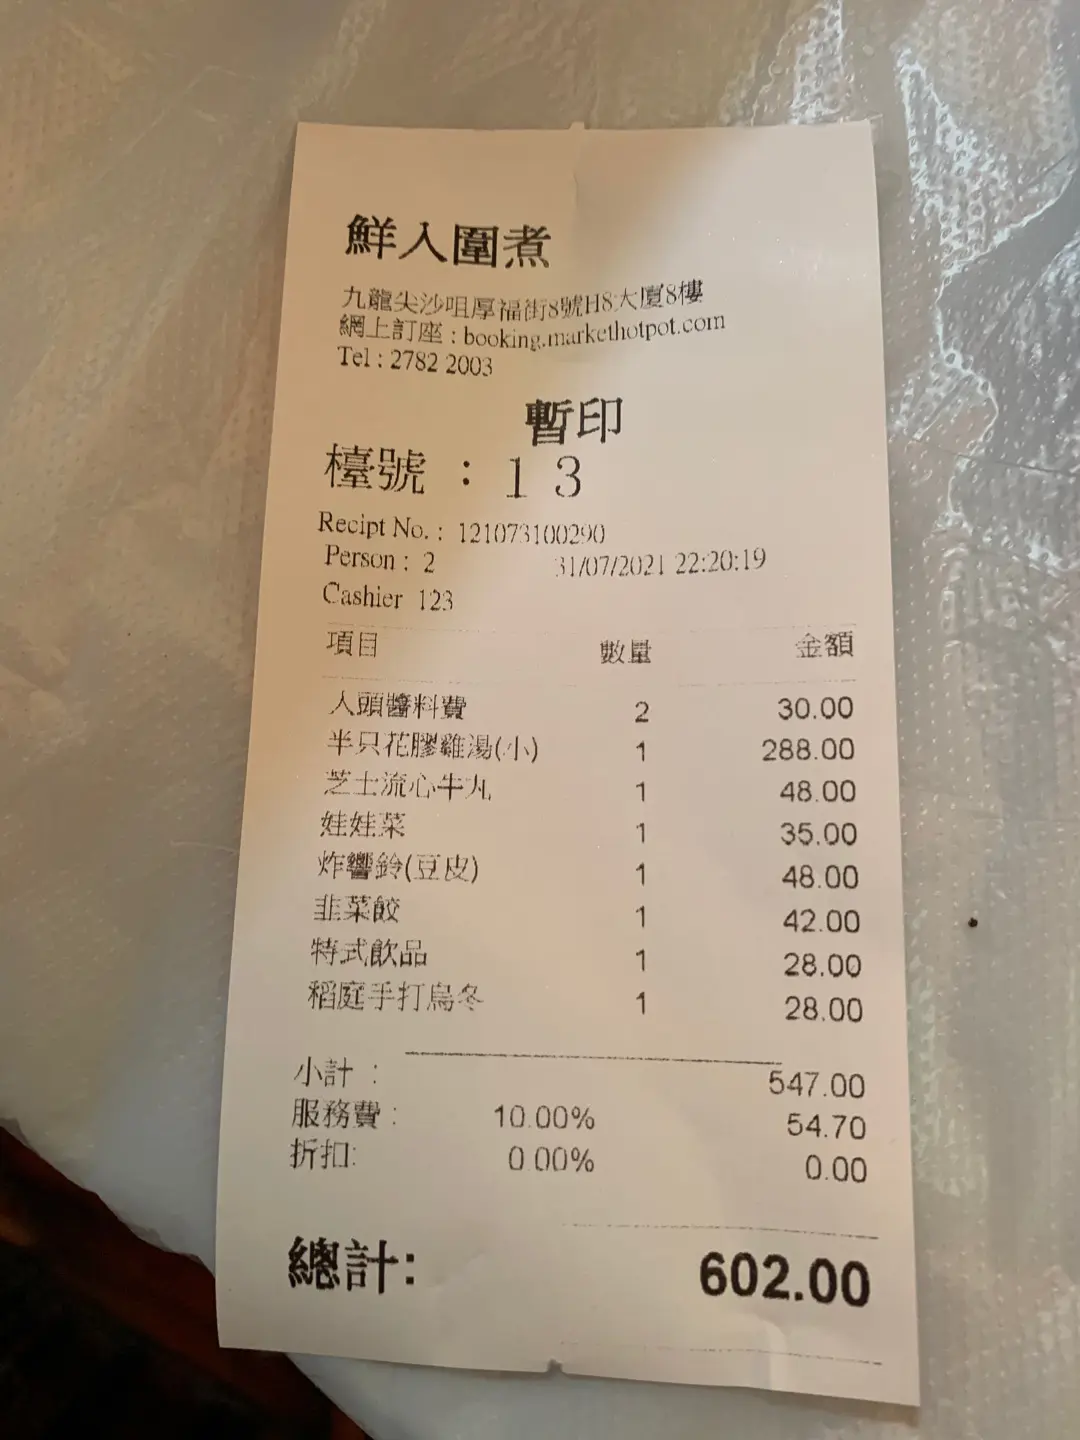 鮮入圍煮
九龍尖沙咀厚福街8號H8大廈8樓
網上訂座 : booking.markethotpot.com
Tel : 2782 2003
暫印
檯號 : 13
Recipt No. : 121073100290
Person : 2 31/07/2021 22:20:19
Cashier 123
項目 數量 金額
人頭醬料費 2 30.00
半只花膠雞湯(小) 1 288.00
芝士流心牛丸 1 48.00
娃娃菜 1 35.00
炸響鈴(豆皮) 1 48.00
韭菜餃 1 42.00
特式飲品 1 28.00
稻庭手打烏冬 1 28.00
小計 : 547.00
服務費 : 10.00% 54.70
折扣: 0.00% 0.00
總計: 602.00